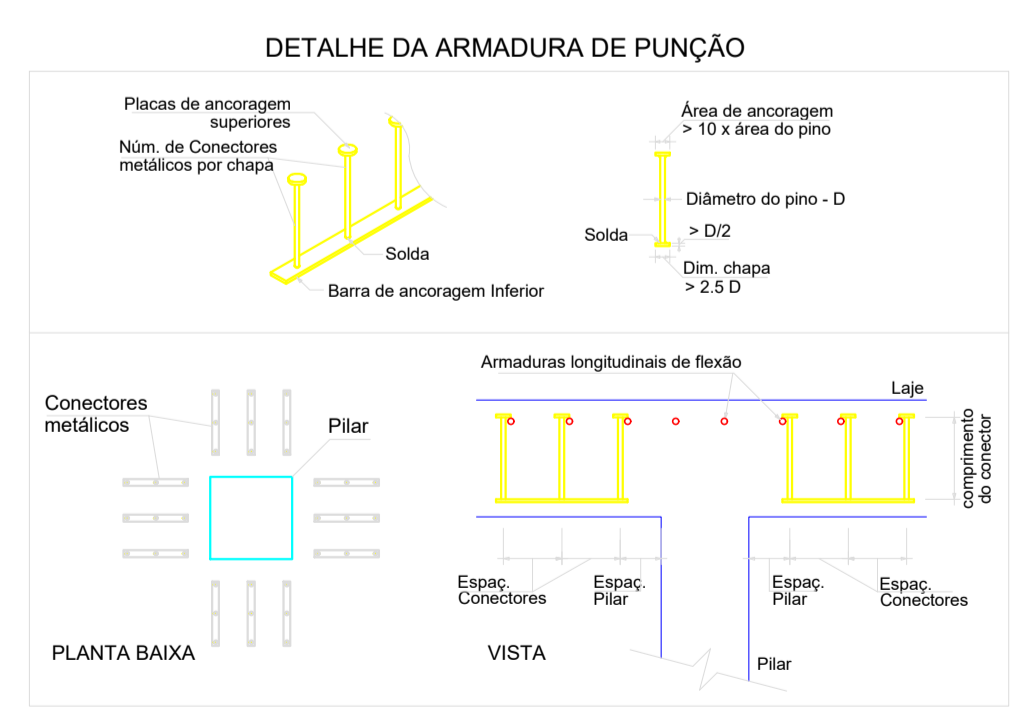 DETALHE DA ARMADURA DE PUNÇÃO
Placas de ancoragem
superiores
Núm. de Conectores
metálicos por chapa
Solda
Barra de ancoragem Inferior
Área de ancoragem
> 10 x área do pino
Diâmetro do pino - D
Solda
> D/2
Dim. chapa
> 2.5 D
Conectores
metálicos
Pilar
PLANTA BAIXA
Armaduras longitudinais de flexão
Laje
comprimento
do conector
Espaç.
Conectores
Espaç.
Pilar
Espaç.
Pilar
Espaç.
Conectores
VISTA
Pilar